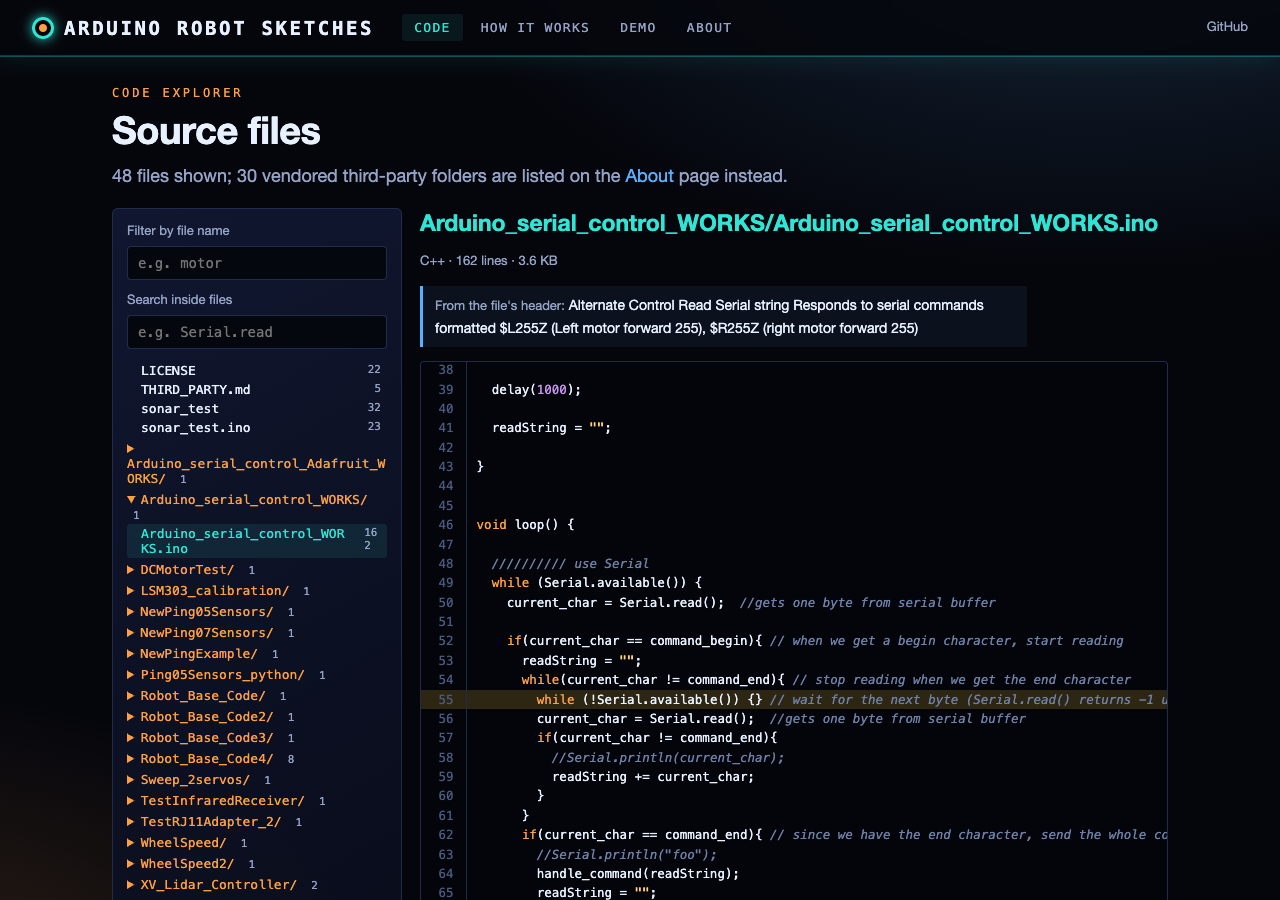 ARDUINO ROBOT SKETCHES
CODE
HOW IT WORKS
DEMO
ABOUT
GitHub
CODE EXPLORER
Source files
48 files shown; 30 vendored third-party folders are listed on the About page instead.
Filter by file name
e.g. motor
Search inside files
e.g. Serial.read
LICENSE 22
THIRD_PARTY.md 5
sonar_test 32
sonar_test.ino 23
▶
Arduino_serial_control_Adafruit_W
ORKS/ 1
▼ Arduino_serial_control_WORKS/
1
Arduino_serial_control_WOR 16
KS.ino 2
▶ DCMotorTest/ 1
▶ LSM303_calibration/ 1
▶ NewPing05Sensors/ 1
▶ NewPing07Sensors/ 1
▶ NewPingExample/ 1
▶ Ping05Sensors_python/ 1
▶ Robot_Base_Code/ 1
▶ Robot_Base_Code2/ 1
▶ Robot_Base_Code3/ 1
▶ Robot_Base_Code4/ 8
▶ Sweep_2servos/ 1
▶ TestInfraredReceiver/ 1
▶ TestRJ11Adapter_2/ 1
▶ WheelSpeed/ 1
▶ WheelSpeed2/ 1
▶ XV_Lidar_Controller/ 2
Arduino_serial_control_WORKS/Arduino_serial_control_WORKS.ino
C++ · 162 lines · 3.6 KB
From the file's header: Alternate Control Read Serial string Responds to serial commands
formatted $L255Z (Left motor forward 255), $R255Z (right motor forward 255)
38
39   delay(1000);
40
41   readString = "";
42
43 }
44
45
46 void loop() {
47
48   ////////// use Serial
49   while (Serial.available()) {
50     current_char = Serial.read();  //gets one byte from serial buffer
51
52     if(current_char == command_begin){ // when we get a begin character, start reading
53       readString = "";
54       while(current_char != command_end){ // stop reading when we get the end character
55         while (!Serial.available()) {} // wait for the next byte (Serial.read() returns -1 u
56         current_char = Serial.read();  //gets one byte from serial buffer
57         if(current_char != command_end){
58           //Serial.println(current_char);
59           readString += current_char;
60         }
61       }
62       if(current_char == command_end){ // since we have the end character, send the whole co
63         //Serial.println("foo");
64         handle_command(readString);
65         readString = "";